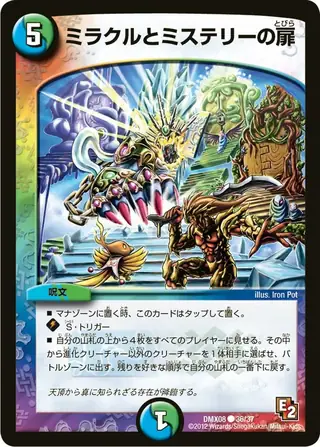 5
ミラクルとミステリーの扉
とびら
illus. Iron Pot
呪文
■ マナゾーンに置く時、このカードはタップして置く。
■ S・トリガー
■ 自分の山札の上から4枚をすべてのプレイヤーに見せる。その中
から進化クリーチャー以外のクリーチャーを1体相手に選ばせ、バ
トルゾーンに出す。残りを好きな順序で自分の山札の一番下に戻す。
天頂から真に知られざる存在が降臨する。
1
DMX08 36/37
©2012 Wizards/Shogakukan/Mitsui-Kids
E2